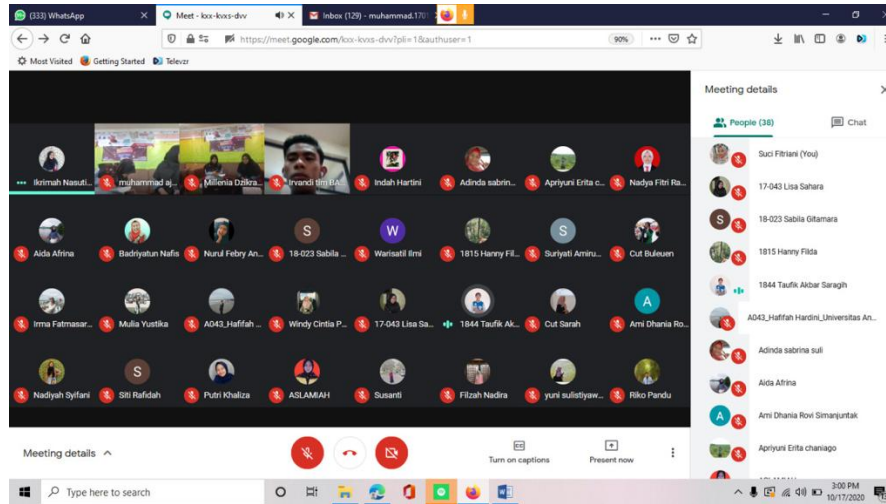 (333) WhatsApp
Meet - kxx-kvxs-dvv
Inbox (129) - muhammad.170
https://meet.google.com/kxx-kvxs-dvv?pli=1&authuser=1
90%
Most Visited Getting Started Televzr
Meeting details
People (38) Chat
Suci Fitriani (You)
17-043 Lisa Sahara
S 18-023 Sabila Gitamara
1815 Hanny Filda
1844 Taufik Akbar Saragih
A043_Hafifah Hardini_Universitas An...
Adinda sabrina suli
Aida Afrina
A Ami Dhania Rovi Simanjuntak
Apriyuni Erita chaniago
Ikrimah Nasuti... muhammad aj... Millenia Dzikra... Irvandi tim BA... Indah Hartini Adinda sabrin... Apriyuni Erita c... Nadya Fitri Ra...
S W S
Aida Afrina Badriyatun Nafis Nurul Febry An... 18-023 Sabila ... Warisatil Ilmi 1815 Hanny Fil... Suriyati Amiru... Cut Buleuen
A
Irma Fatmasar... Mulia Yustika A043_Hafifah ... Windy Cintia P... 17-043 Lisa Sa... 1844 Taufik Ak... Cut Sarah Ami Dhania Ro...
S
Nadiyah Syifani Siti Rafidah Putri Khaliza ASLAMIAH Susanti Filzah Nadira yuni sulistiyaw... Riko Pandu
Meeting details
Turn on captions
Present now
Type here to search
3:00 PM
10/17/2020